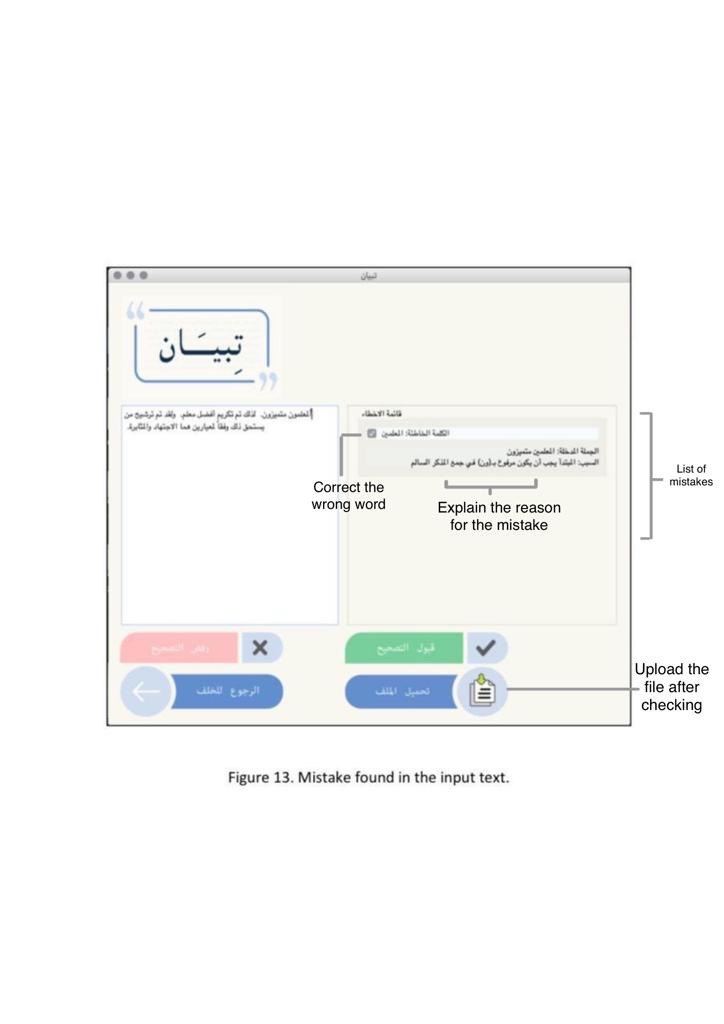 تبيان
تِبيـَـان
المعلمون متميزون. لذلك تم تكريم أفضل معلم. ولقد تم ترشيح من
يستحق ذلك وفقاً لمعيارين هما الاجتهاد والمثابرة.
قائمة الاخطاء
الكلمة الخاطئة: المعلمين
الجملة المدخلة: المعلمين متميزون
السبب: المبتدأ يجب أن يكون مرفوع بـ(ون) في جمع المذكر السالم
Correct the
wrong word
Explain the reason
for the mistake
List of
mistakes
رفض التصحيح
قبول التصحيح
الرجوع للخلف
تحميل الملف
Upload the
file after
checking
Figure 13. Mistake found in the input text.